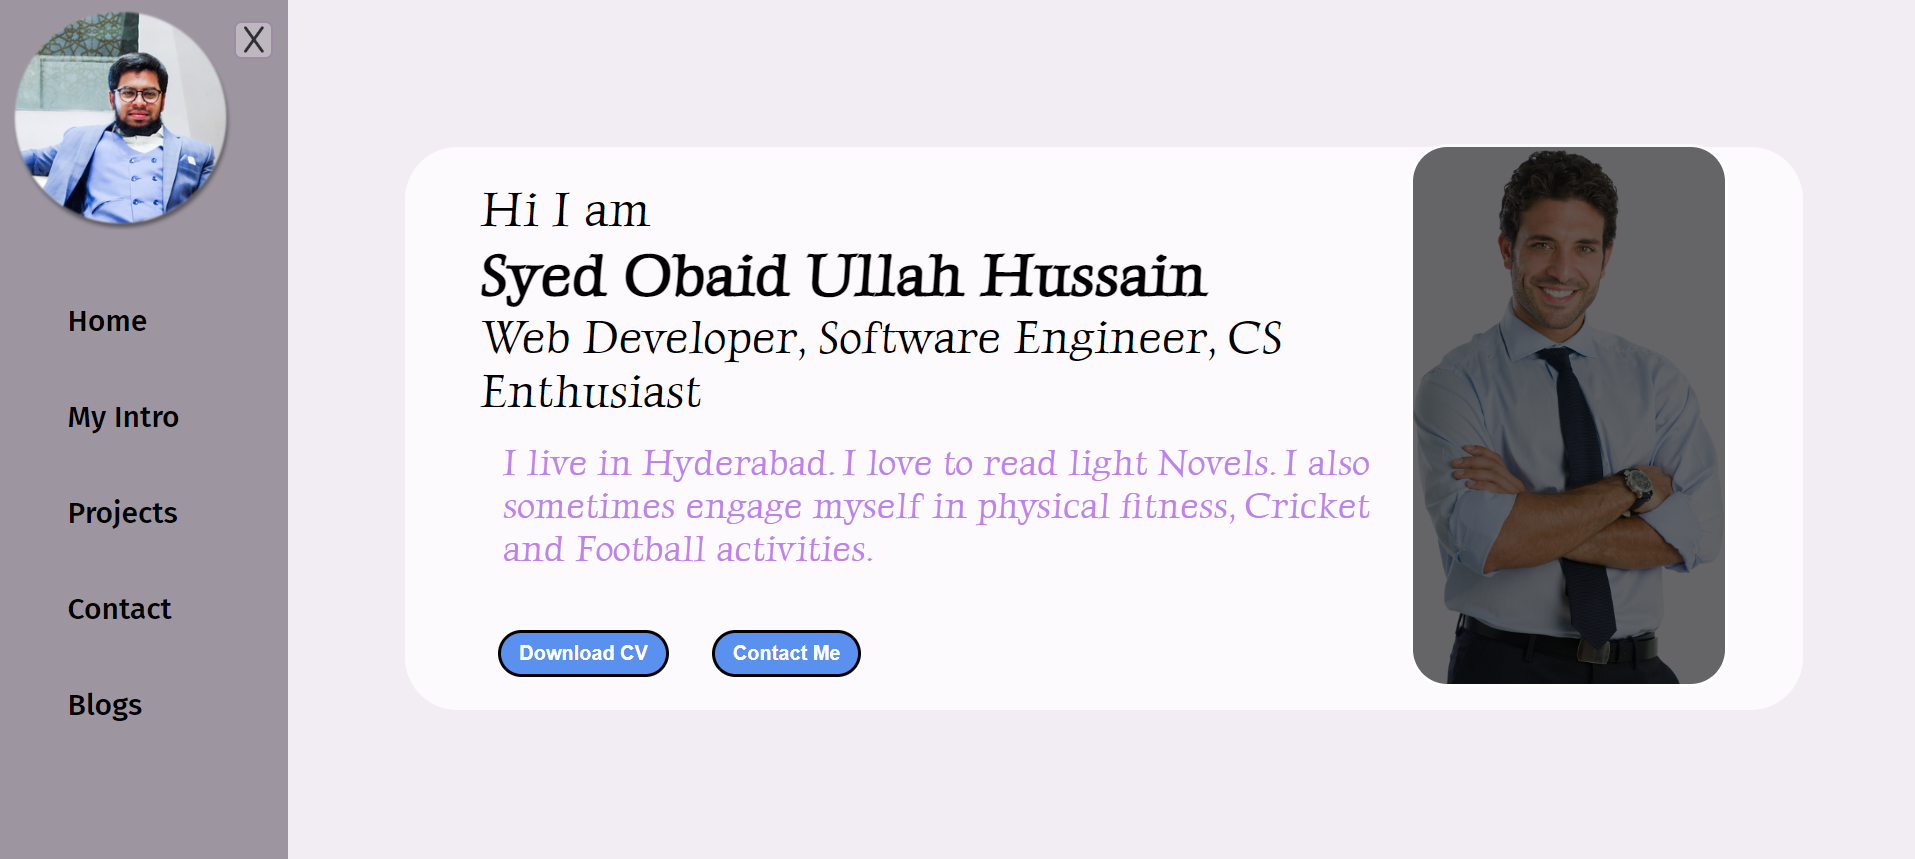 X
Home
My Intro
Projects
Contact
Blogs
Hi I am
Syed Obaid Ullah Hussain
Web Developer, Software Engineer, CS
Enthusiast
I live in Hyderabad. I love to read light Novels. I also
sometimes engage myself in physical fitness, Cricket
and Football activities.
Download CV
Contact Me